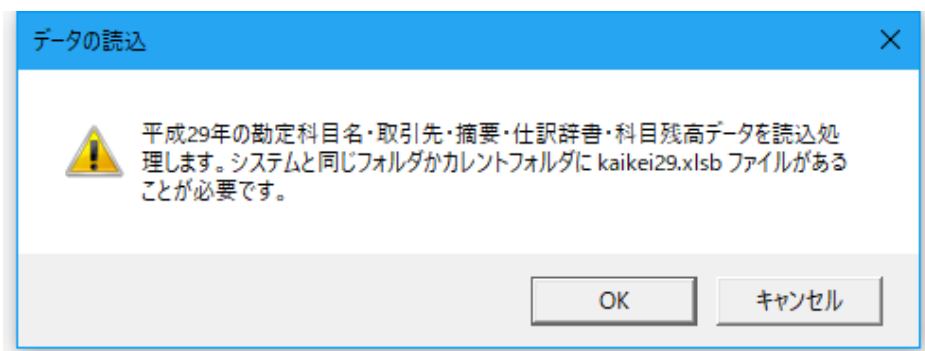 データの読込
平成29年の勘定科目名・取引先・摘要・仕訳辞書・科目残高データを読込処
理します。システムと同じフォルダかカレントフォルダに kaikei29.xlsb ファイルがある
ことが必要です。
OK
キャンセル